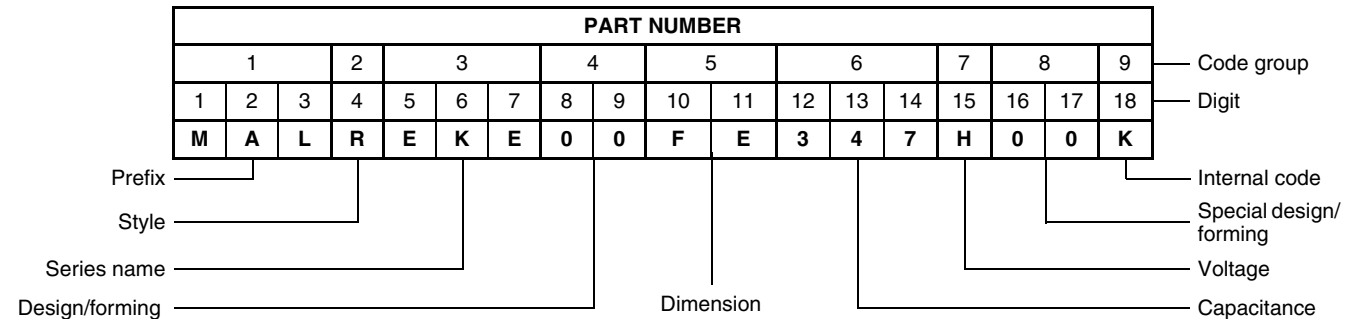 PART NUMBER
1 2 3 4 5 6 7 8 9 Code group
1 2 3 4 5 6 7 8 9 10 11 12 13 14 15 16 17 18 Digit
M A L R E K E 0 0 F E 3 4 7 H 0 0 K
Prefix
Internal code
Style
Special design/
forming
Series name
Voltage
Design/forming
Dimension
Capacitance